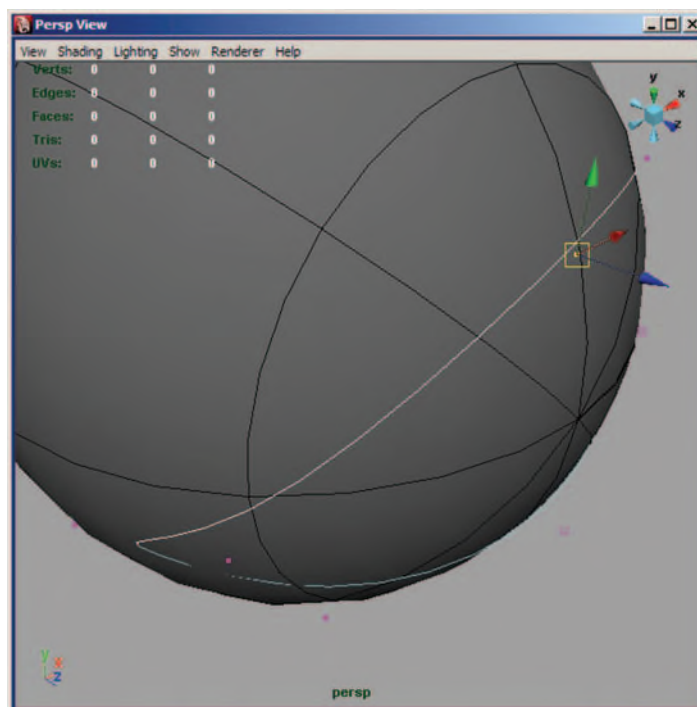 Persp View
View Shading Lighting Show Renderer Help
Verts: 0 0 0
Edges: 0 0 0
Faces: 0 0 0
Tris: 0 0 0
UVs: 0 0 0
y
x
z
y
x
z
persp